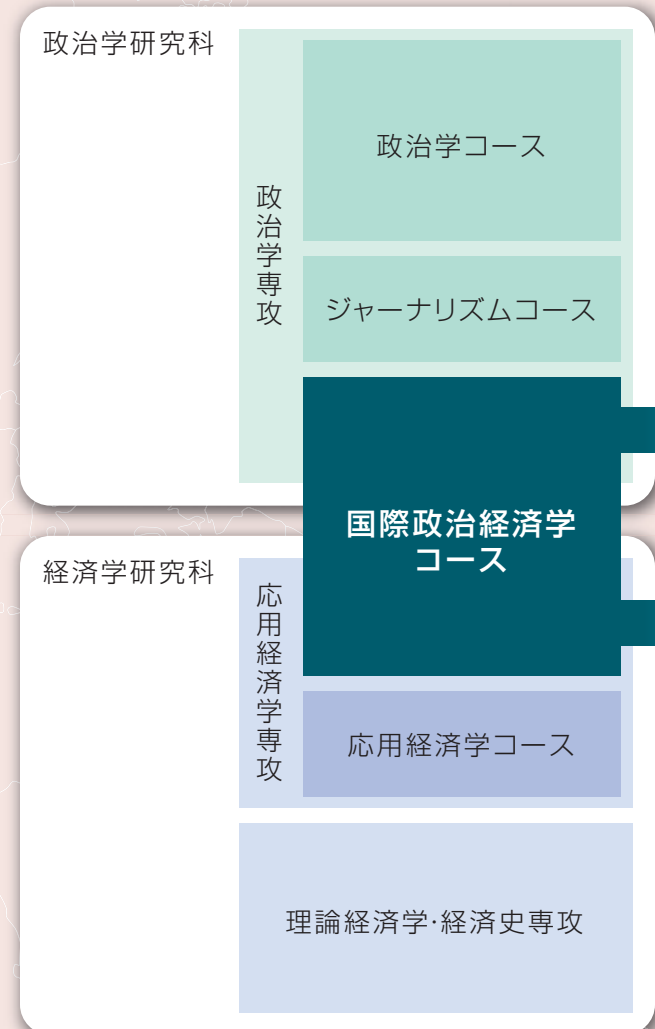 政治学研究科
政治学専攻
政治学コース
ジャーナリズムコース
国際政治経済学
コース
経済学研究科
応用経済学専攻
応用経済学コース
理論経済学・経済史専攻